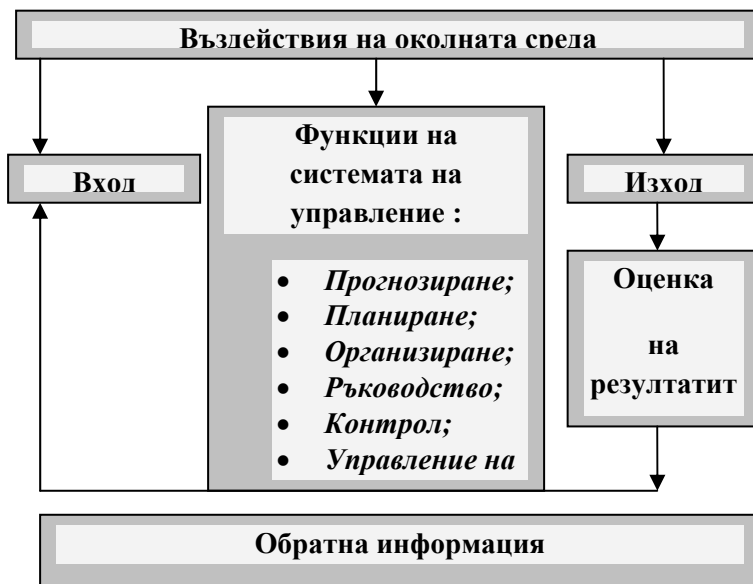 Въздействия на околната среда
Функции на
системата на
управление :
Вход
Изход
• Прогнозиране;
• Планиране;
• Организиране;
• Ръководство;
• Контрол;
• Управление на
Оценка
на
резултатит
Обратна информация